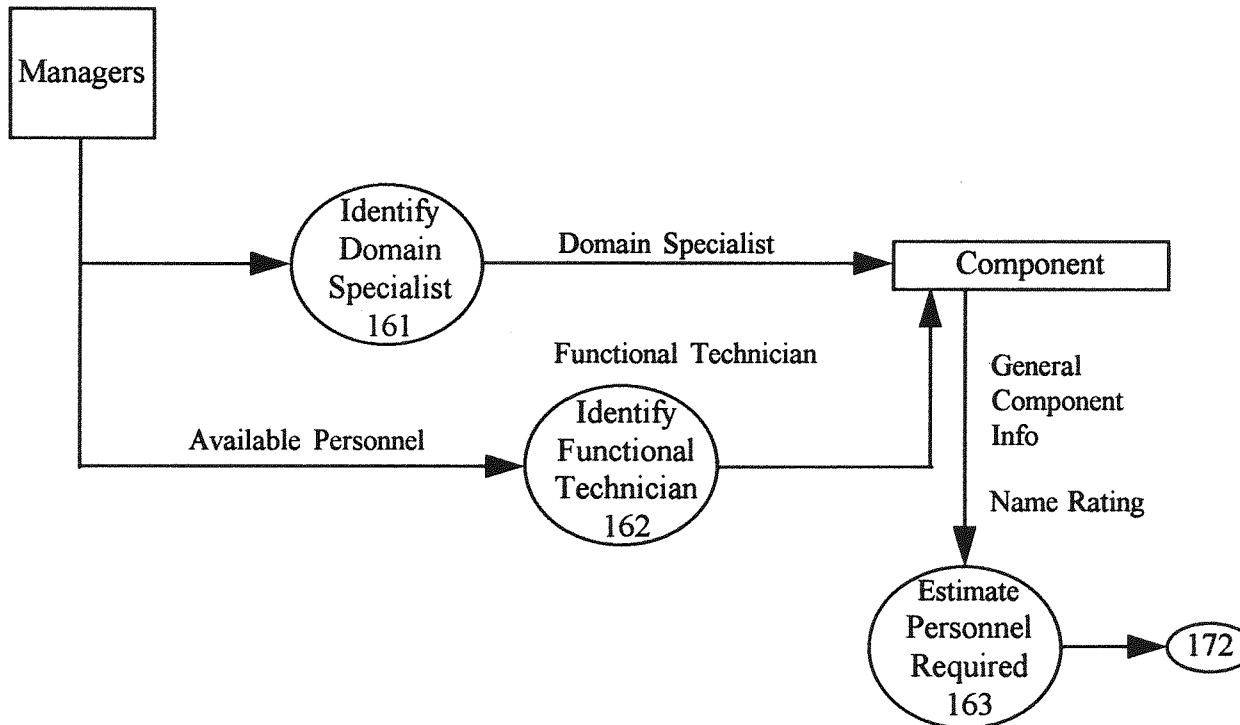 Managers
Identify
Domain
Specialist
161
Domain Specialist
Component
Functional Technician
General
Component
Info
Available Personnel
Identify
Functional
Technician
162
Name Rating
Estimate
Personnel
Required
163
172